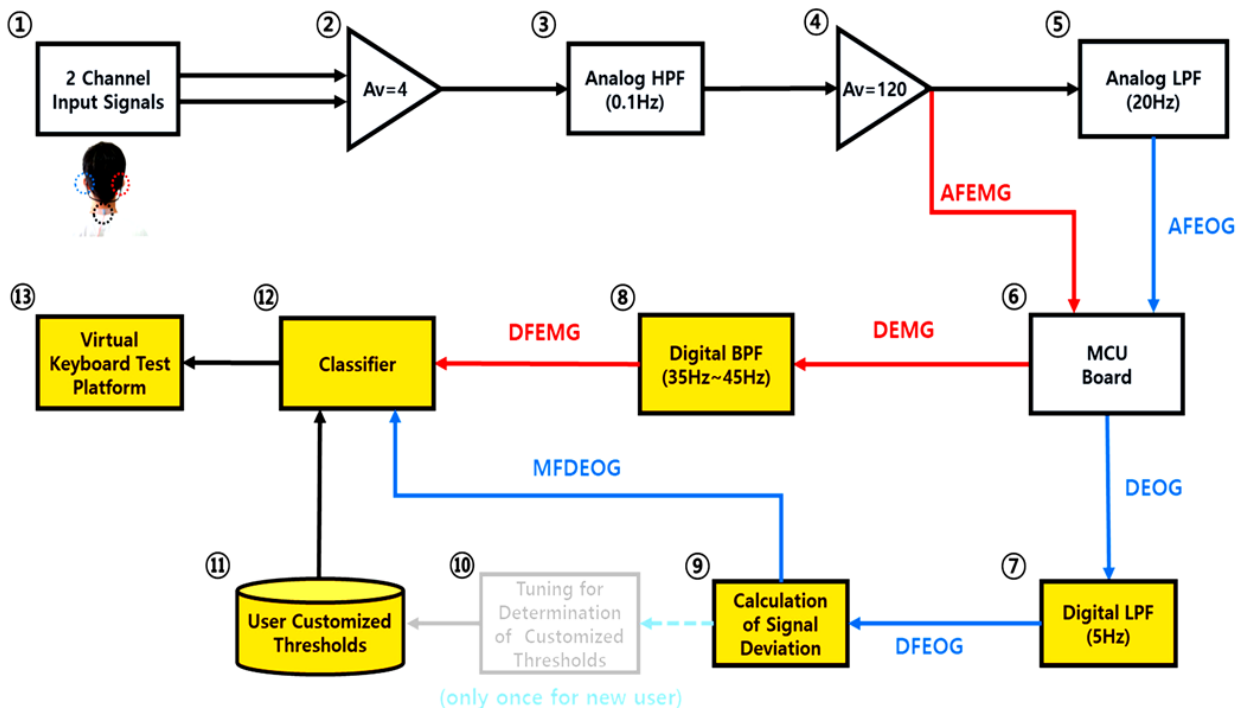 ①
2 Channel
Input Signals
②
Av=4
③
Analog HPF
(0.1Hz)
④
Av=120
⑤
Analog LPF
(20Hz)
AFEMG
AFEOG
⑬
Virtual
Keyboard Test
Platform
⑫
Classifier
DFEMG
⑧
Digital BPF
(35Hz~45Hz)
DEMG
⑥
MCU
Board
MFDEOG
DEOG
⑪
User Customized
Thresholds
⑩
Tuning for
Determination
of Customized
Thresholds
(only once for new user)
⑨
Calculation
of Signal
Deviation
DFEOG
⑦
Digital LPF
(5Hz)